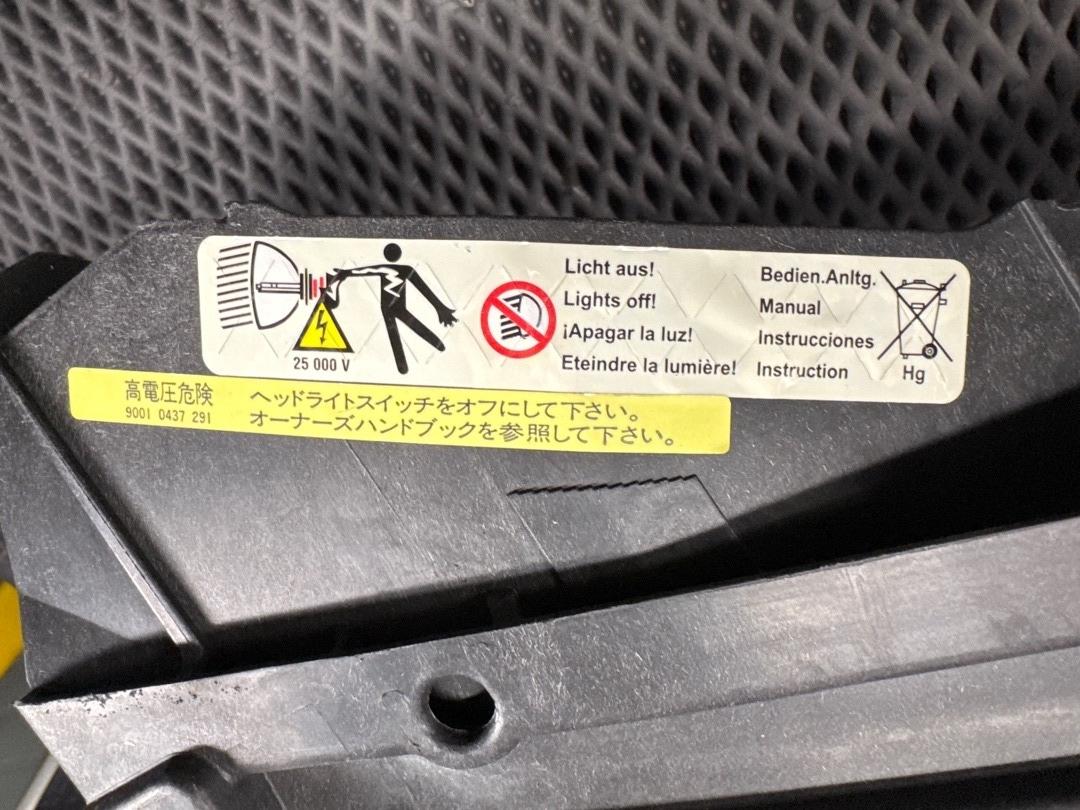 25 000 V
Licht aus!
Lights off!
¡Apagar la luz!
Eteindre la lumière!
Bedien.Anltg.
Manual
Instrucciones
Instruction
Hg
高電圧危険
9001 0437 291
ヘッドライトスイッチをオフにして下さい。
オーナーズハンドブックを参照して下さい。